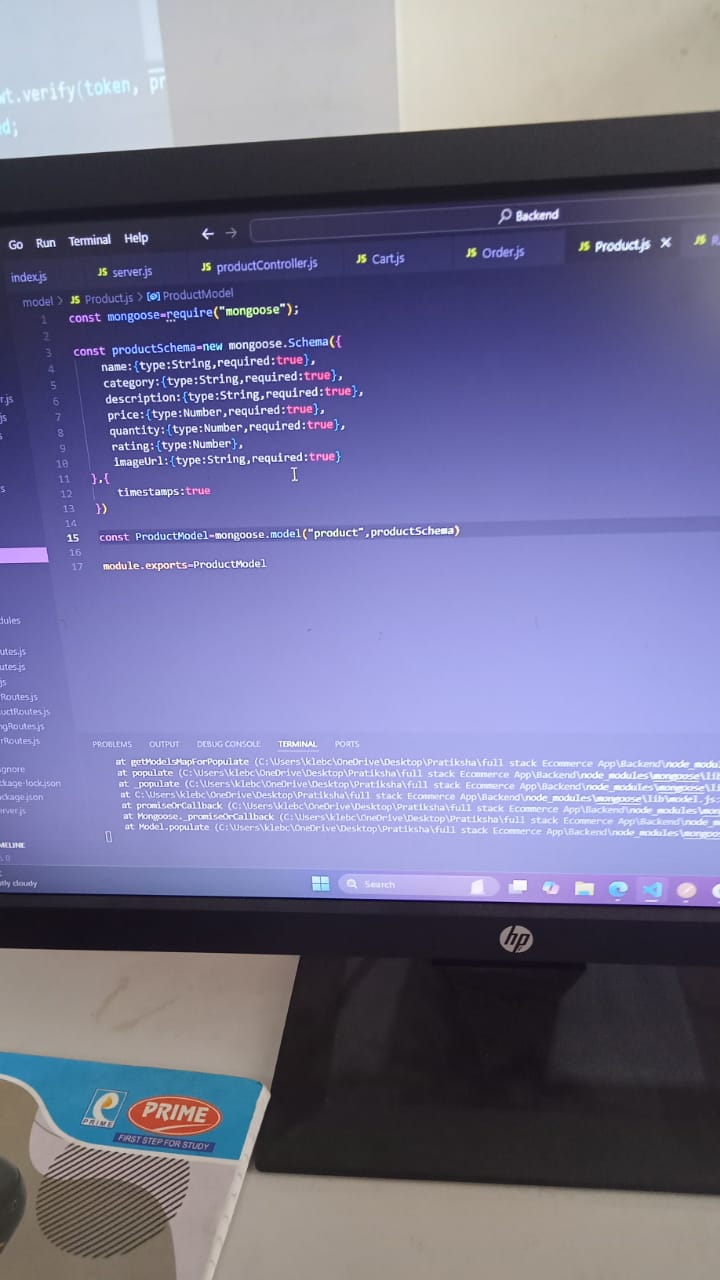 wt.verify(token, pr
d;
Go Run Terminal Help
Backend
index.js
JS server.js
JS productController.js
JS Cart.js
JS Order.js
JS Product.js
JS
model > JS Product.js > ProductModel
1 const mongoose=require("mongoose");
2
3 const productSchema=new mongoose.Schema({
4 name:{type:String,required:true},
5 category:{type:String,required:true},
6 description:{type:String,required:true},
7 price:{type:Number,required:true},
8 quantity:{type:Number,required:true},
9 rating:{type:Number},
10 imageUrl:{type:String,required:true}
11 },{
12 timestamps:true
13 })
14
15 const ProductModel=mongoose.model("product",productSchema)
16
17 module.exports=ProductModel
r.js
js
s
s
dules
utes.js
utes.js
js
Routes.js
uctRoutes.js
ngRoutes.js
rRoutes.js
gnore
ckage-lock.json
ckage.json
erver.js
MELINE
PROBLEMS OUTPUT DEBUG CONSOLE TERMINAL PORTS
at getModelsMapForPopulate (C:\Users\klebc\OneDrive\Desktop\Pratiksha\full stack Ecommerce App\Backend\node_modu
at populate (C:\Users\klebc\OneDrive\Desktop\Pratiksha\full stack Ecommerce App\Backend\node_modules\mongoose\lib
at _populate (C:\Users\klebc\OneDrive\Desktop\Pratiksha\full stack Ecommerce App\Backend\node_modules\mongoose\li
at C:\Users\klebc\OneDrive\Desktop\Pratiksha\full stack Ecommerce App\Backend\node_modules\mongoose\lib\model.js:
at promiseOrCallback (C:\Users\klebc\OneDrive\Desktop\Pratiksha\full stack Ecommerce App\Backend\node_modules\mon
at Mongoose._promiseOrCallback (C:\Users\klebc\OneDrive\Desktop\Pratiksha\full stack Ecommerce App\Backend\node_m
at Model.populate (C:\Users\klebc\OneDrive\Desktop\Pratiksha\full stack Ecommerce App\Backend\node_modules\mongoo
tly cloudy
Search
hp
PRIME
PRIME
FIRST STEP FOR STUDY